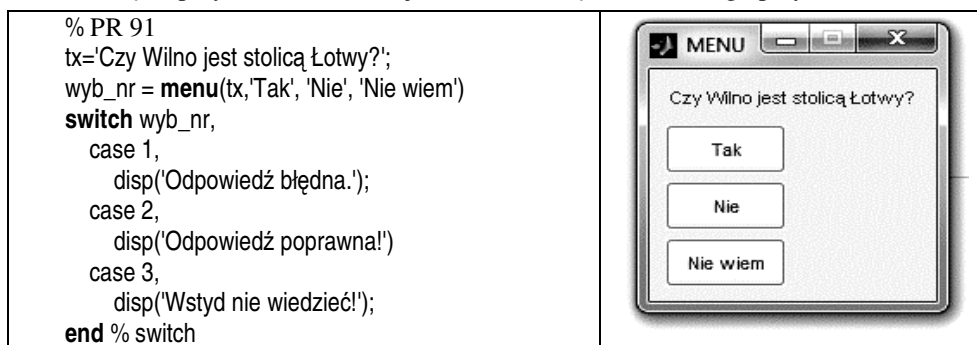 % PR 91
tx='Czy Wilno jest stolicą Łotwy?';
wyb_nr = menu(tx,'Tak', 'Nie', 'Nie wiem')
switch wyb_nr,
case 1,
disp('Odpowiedź błędna.');
case 2,
disp('Odpowiedź poprawna!')
case 3,
disp('Wstyd nie wiedzieć!');
end % switch
MENU
Czy Wilno jest stolicą Łotwy?
Tak
Nie
Nie wiem